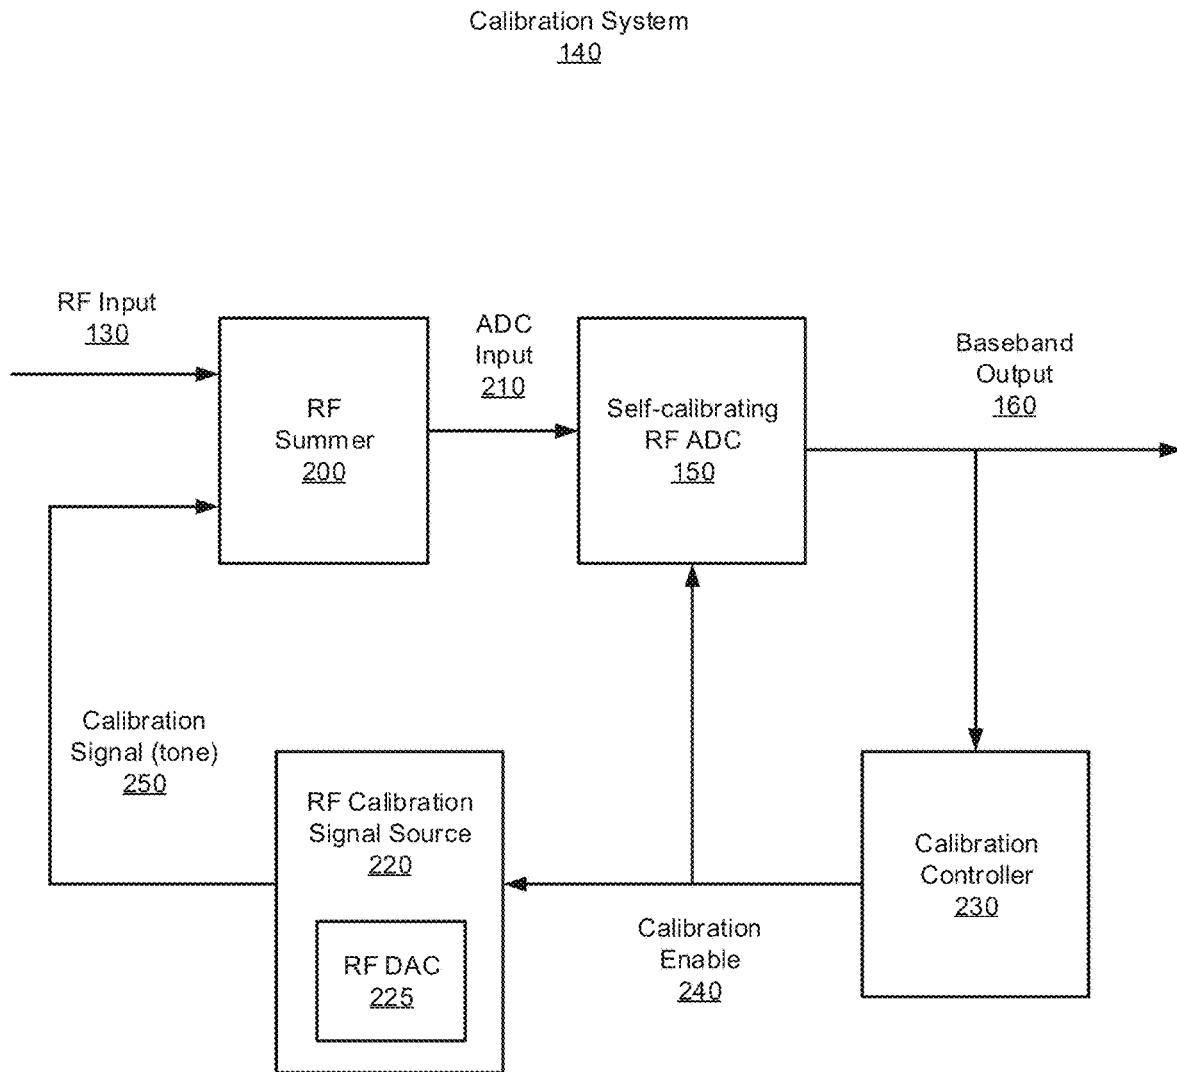 Calibration System
140
RF Input
130
RF
Summer
200
ADC
Input
210
Self-calibrating
RF ADC
150
Baseband
Output
160
Calibration
Signal (tone)
250
RF Calibration
Signal Source
220
RF DAC
225
Calibration
Enable
240
Calibration
Controller
230